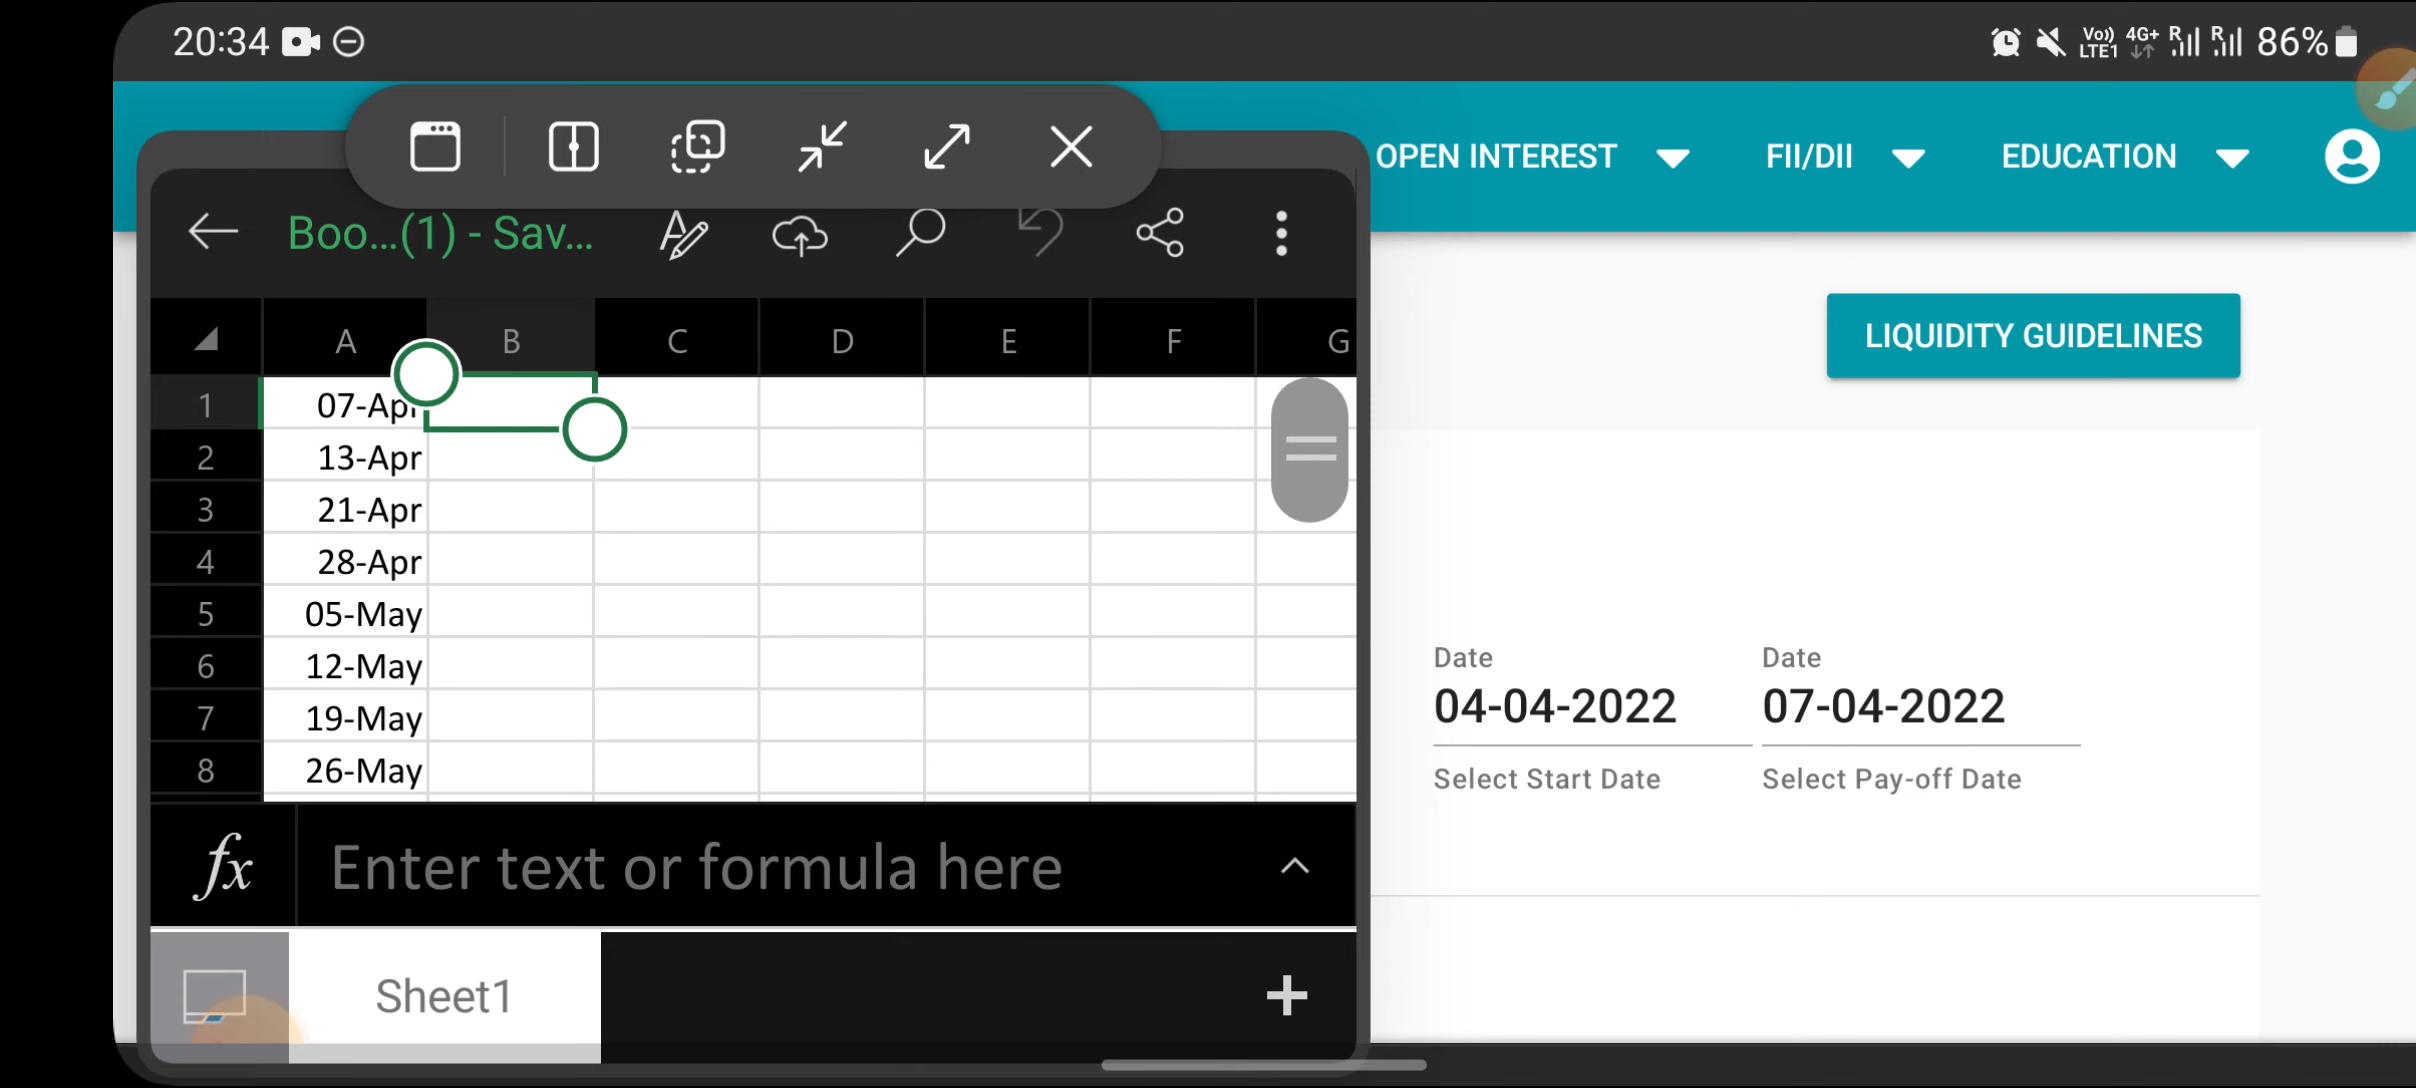 20:34
Vo)) LTE1 4G+ R R 86%
OPEN INTEREST FII/DII EDUCATION
Boo...(1) - Sav...
LIQUIDITY GUIDELINES
A B C D E F G
1 07-Apr
2 13-Apr
3 21-Apr
4 28-Apr
5 05-May
6 12-May
7 19-May
8 26-May
Date Date
04-04-2022 07-04-2022
Select Start Date Select Pay-off Date
fx Enter text or formula here
Sheet1